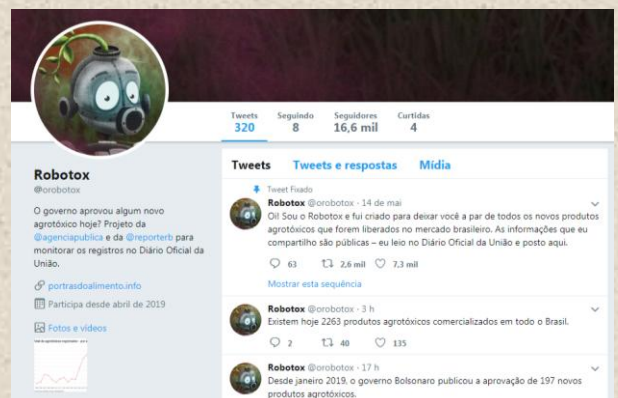 Tweets Seguindo Seguidores Curtidas
320 8 16,6 mil 4
Robotox
@orobotox
O governo aprovou algum novo
agrotóxico hoje? Projeto da
@agenciapublica e da @reporterb para
monitorar os registros no Diário Oficial da
União.
portrasdoalimento.info
Participa desde abril de 2019
Fotos e vídeos
Tweets Tweets e respostas Mídia
Tweet Fixado
Robotox @orobotox · 14 de mai
Oi! Sou o Robotox e fui criado para deixar você a par de todos os novos produtos
agrotóxicos que forem liberados no mercado brasileiro. As informações que eu
compartilho são públicas – eu leio no Diário Oficial da União e posto aqui.
63 2,6 mil 7,3 mil
Mostrar esta sequência
Robotox @orobotox · 3 h
Existem hoje 2263 produtos agrotóxicos comercializados em todo o Brasil.
2 40 135
Robotox @orobotox · 17 h
Desde janeiro 2019, o governo Bolsonaro publicou a aprovação de 197 novos
produtos agrotóxicos.